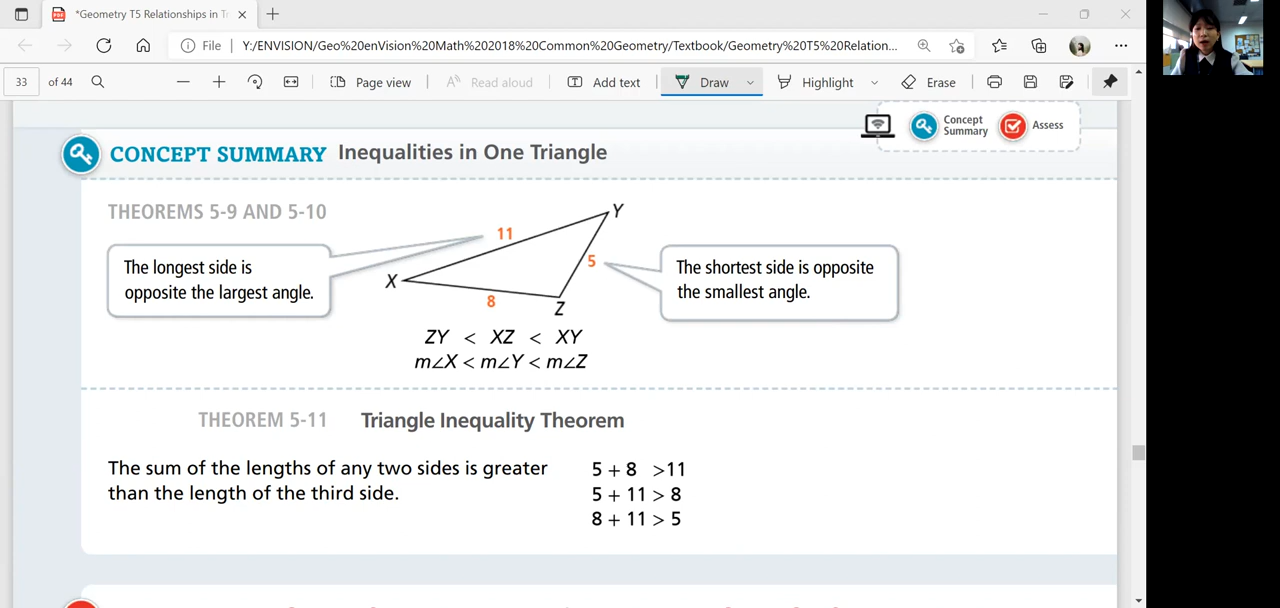 *Geometry T5 Relationships in Tr
File
Y:/ENVISION/Geo%20enVision%20Math%202018%20Common%20Geometry/Textbook/Geometry%20T5%20Relation...
33 of 44
Page view
Read aloud
Add text
Draw
Highlight
Erase
Concept Summary
Assess
CONCEPT SUMMARY Inequalities in One Triangle
THEOREMS 5-9 AND 5-10
The longest side is
opposite the largest angle.
Y
11
X
5
8
Z
The shortest side is opposite
the smallest angle.
ZY < XZ < XY
m∠X < m∠Y < m∠Z
THEOREM 5-11 Triangle Inequality Theorem
The sum of the lengths of any two sides is greater
than the length of the third side.
5 + 8 >11
5 + 11 > 8
8 + 11 > 5